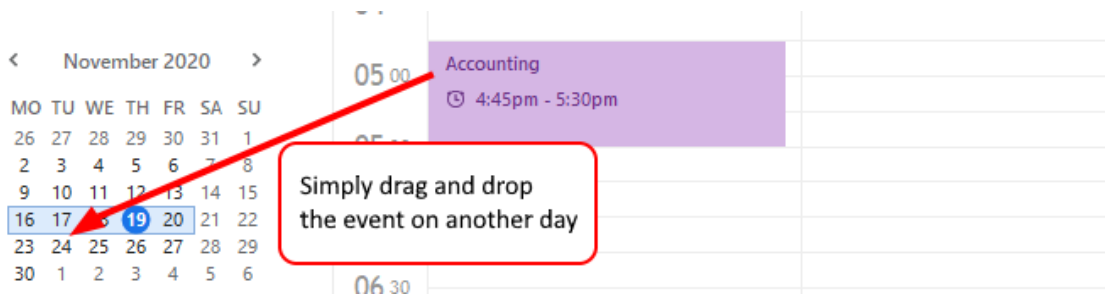 November 2020
MO TU WE TH FR SA SU
26 27 28 29 30 31 1
2 3 4 5 6 7 8
9 10 11 12 13 14 15
16 17 19 20 21 22
23 24 25 26 27 28 29
30 1 2 3 4 5 6
05 00
06 30
Accounting
4:45pm - 5:30pm
Simply drag and drop
the event on another day